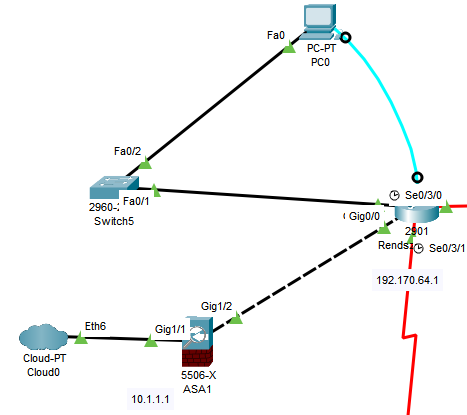 Fa0
PC-PT
PC0
Fa0/2
Fa0/1
2960-2
Switch5
Se0/3/0
Gig0/0
2901
Rends
Se0/3/1
192.170.64.1
Gig1/2
Eth6
Gig1/1
Cloud-PT
Cloud0
5506-X
ASA1
10.1.1.1